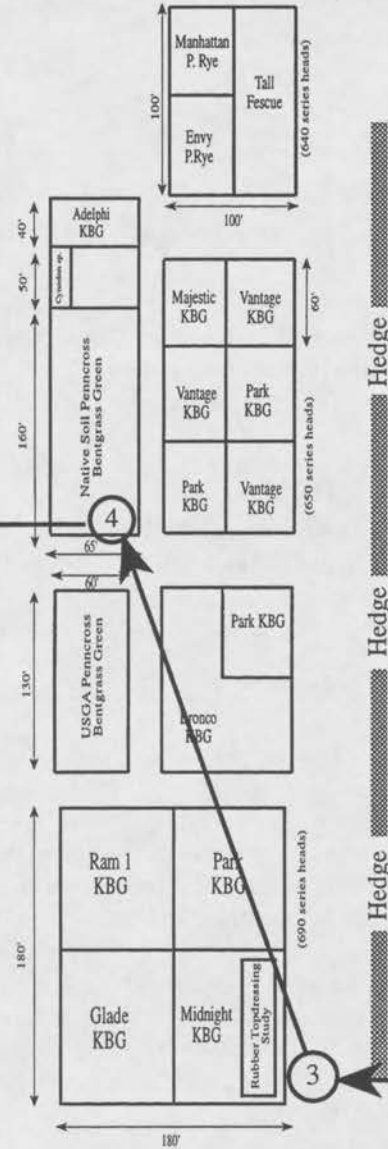 100'
Manhattan
P. Rye
Envy
P.Rye
Tall
Fescue
(640 series heads)
100'
40'
50'
160'
Adelphi
KBG
Cynodon sp.
Native Soil Penncross
Bentgrass Green
4
65'
60'
Majestic
KBG
Vantage
KBG
60'
Vantage
KBG
Park
KBG
Park
KBG
Vantage
KBG
(650 series heads)
130'
USGA Penncross
Bentgrass Green
Park KBG
Bronco
KBG
180'
Ram 1
KBG
Park
KBG
Glade
KBG
Midnight
KBG
Rubber Topdressing
Study
(690 series heads)
180'
3
Hedge
Hedge
Hedge